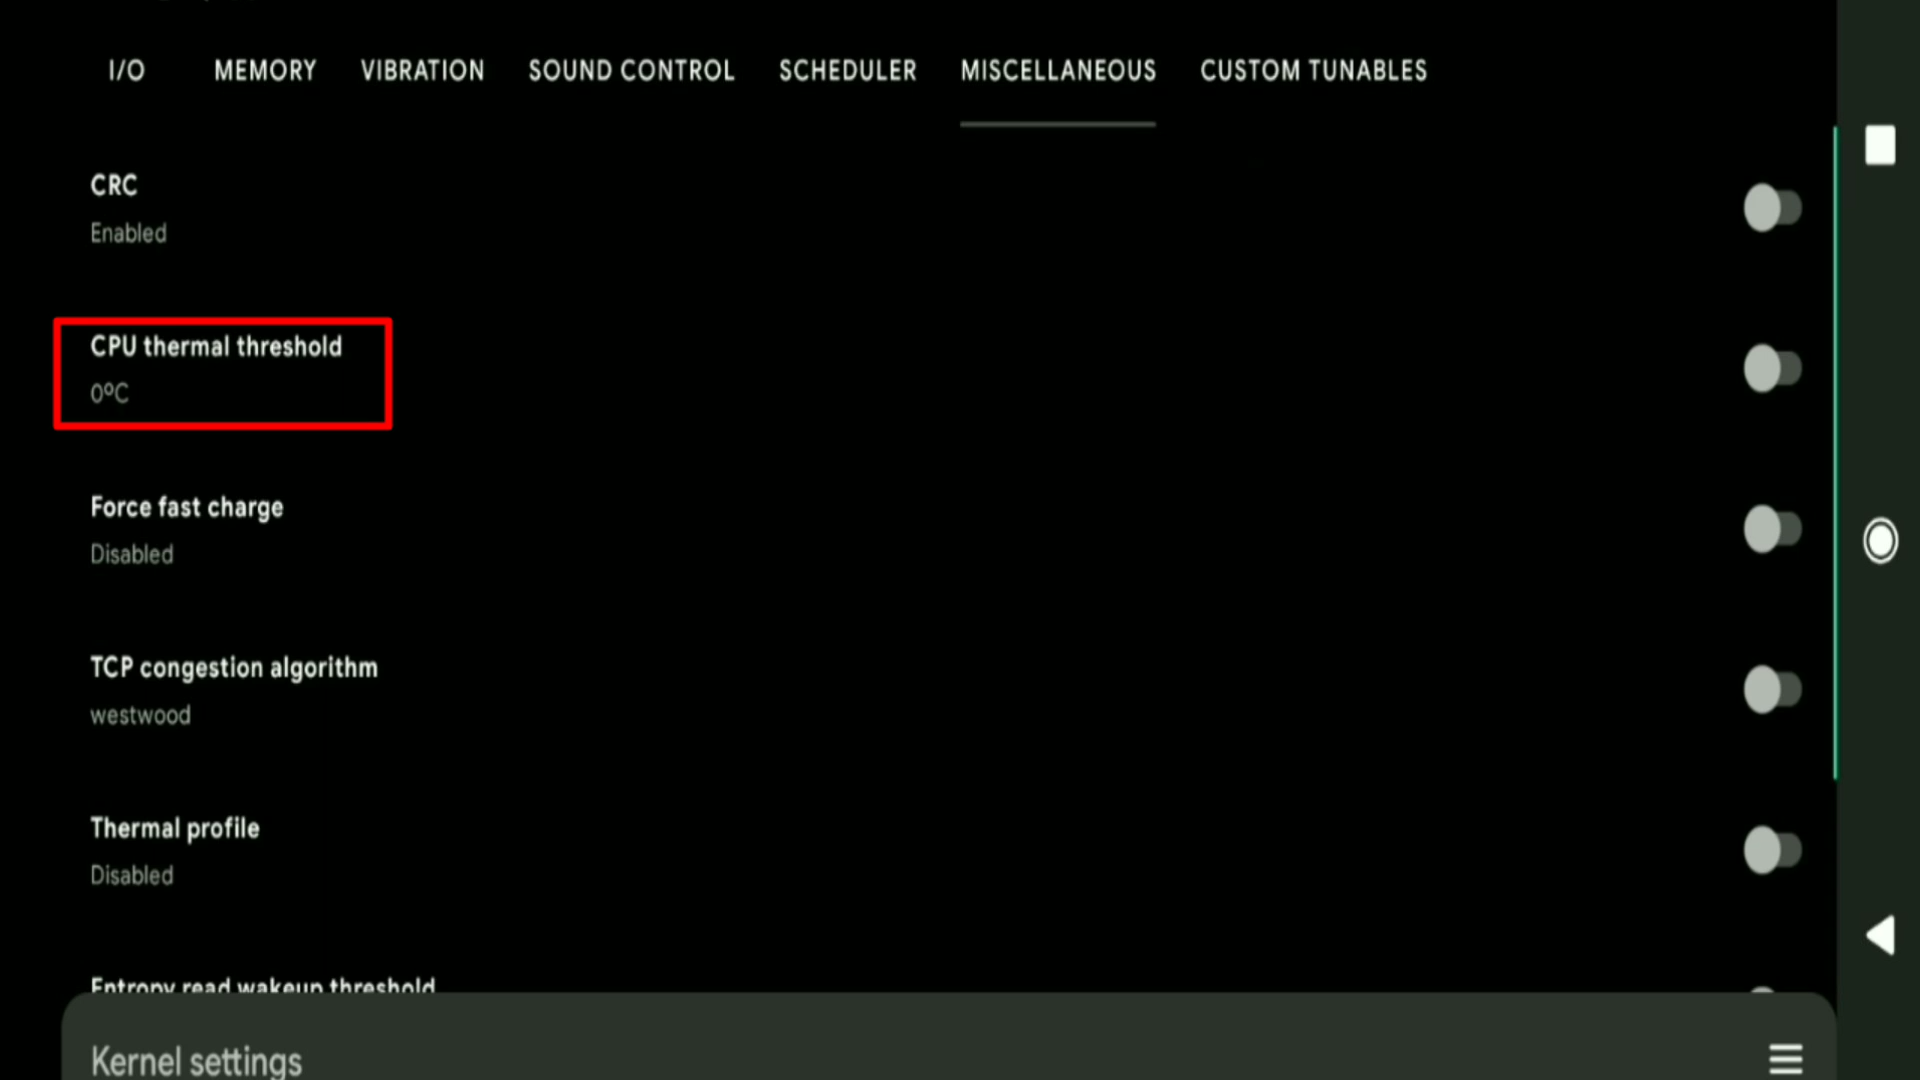 I/O MEMORY VIBRATION SOUND CONTROL SCHEDULER MISCELLANEOUS CUSTOM TUNABLES
CRC
Enabled
CPU thermal threshold
0ºC
Force fast charge
Disabled
TCP congestion algorithm
westwood
Thermal profile
Disabled
Entropy read wakeup threshold
Kernel settings